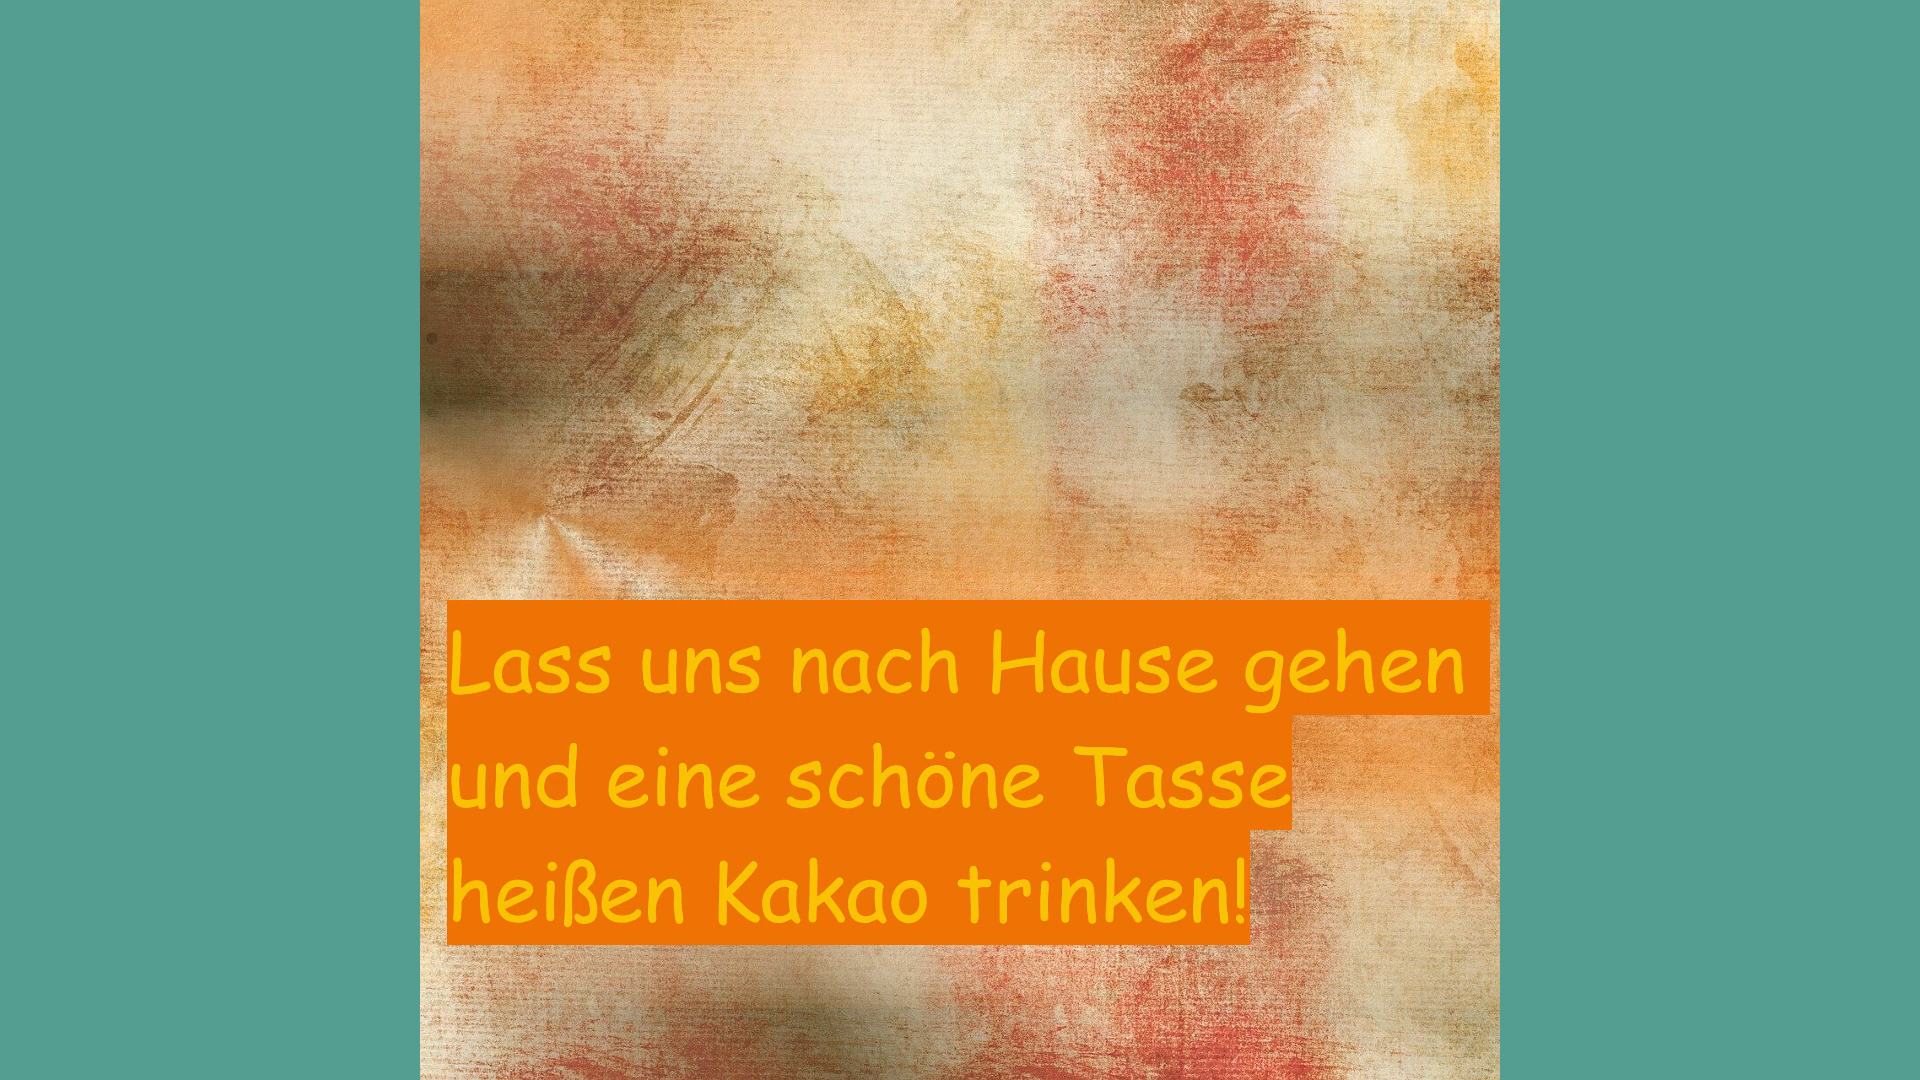 Lass uns nach Hause gehen
und eine schöne Tasse
heißen Kakao trinken!